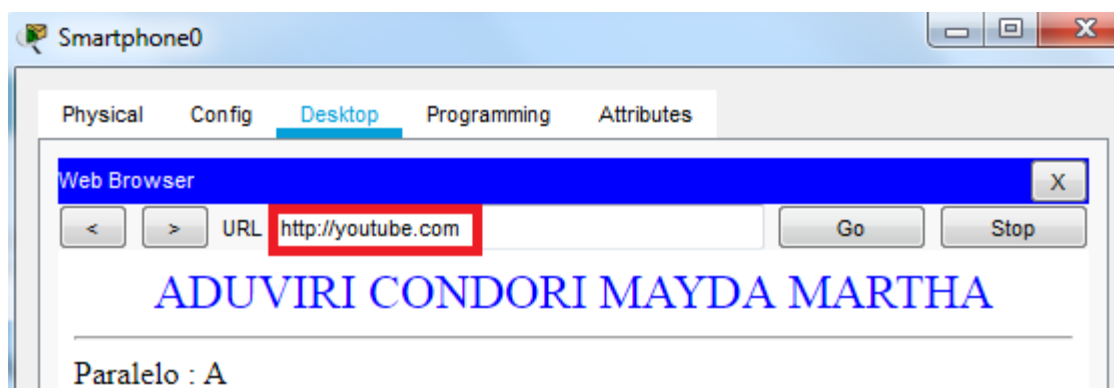 Smartphone0
Physical Config Desktop Programming Attributes
Web Browser X
< > URL http://youtube.com Go Stop
ADUVIRI CONDORI MAYDA MARTHA
Paralelo : A